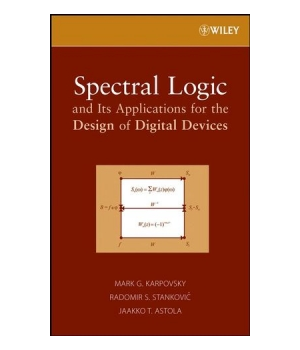 WILEY
Spectral Logic
and Its Applications for the
Design of Digital Devices
MARK G. KARPOVSKY
RADOMIR S. STANKOVIĆ
JAAKKO T. ASTOLA